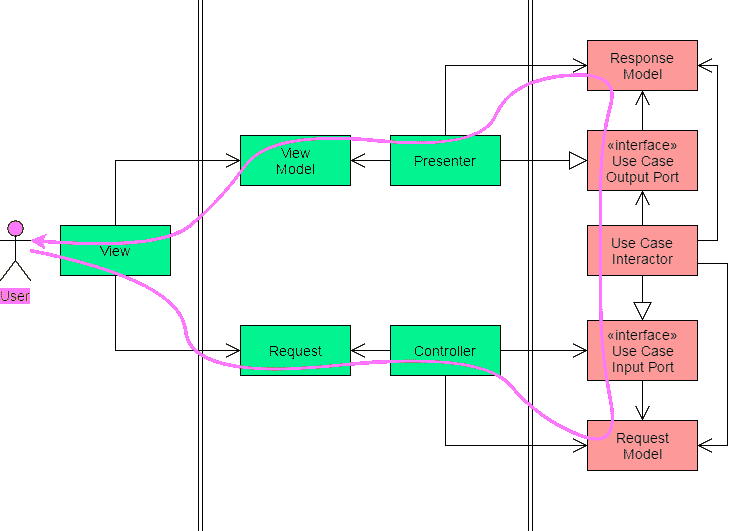 Response
Model
«interface»
Use Case
Output Port
View
Model
Presenter
User
View
Use Case
Interactor
Request
Controller
«interface»
Use Case
Input Port
Request
Model